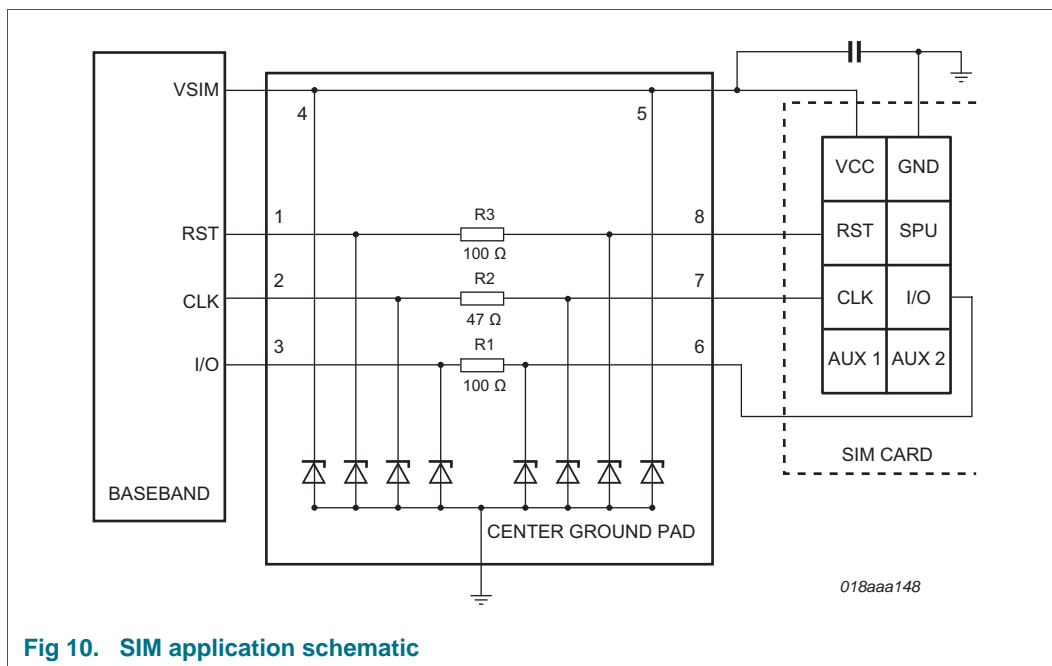 VSIM
4
5
VCC
GND
1
R3
8
RST
100 Ω
RST
SPU
2
R2
7
CLK
47 Ω
CLK
I/O
3
R1
6
I/O
100 Ω
AUX 1
AUX 2
SIM CARD
BASEBAND
CENTER GROUND PAD
018aaa148
Fig 10. SIM application schematic